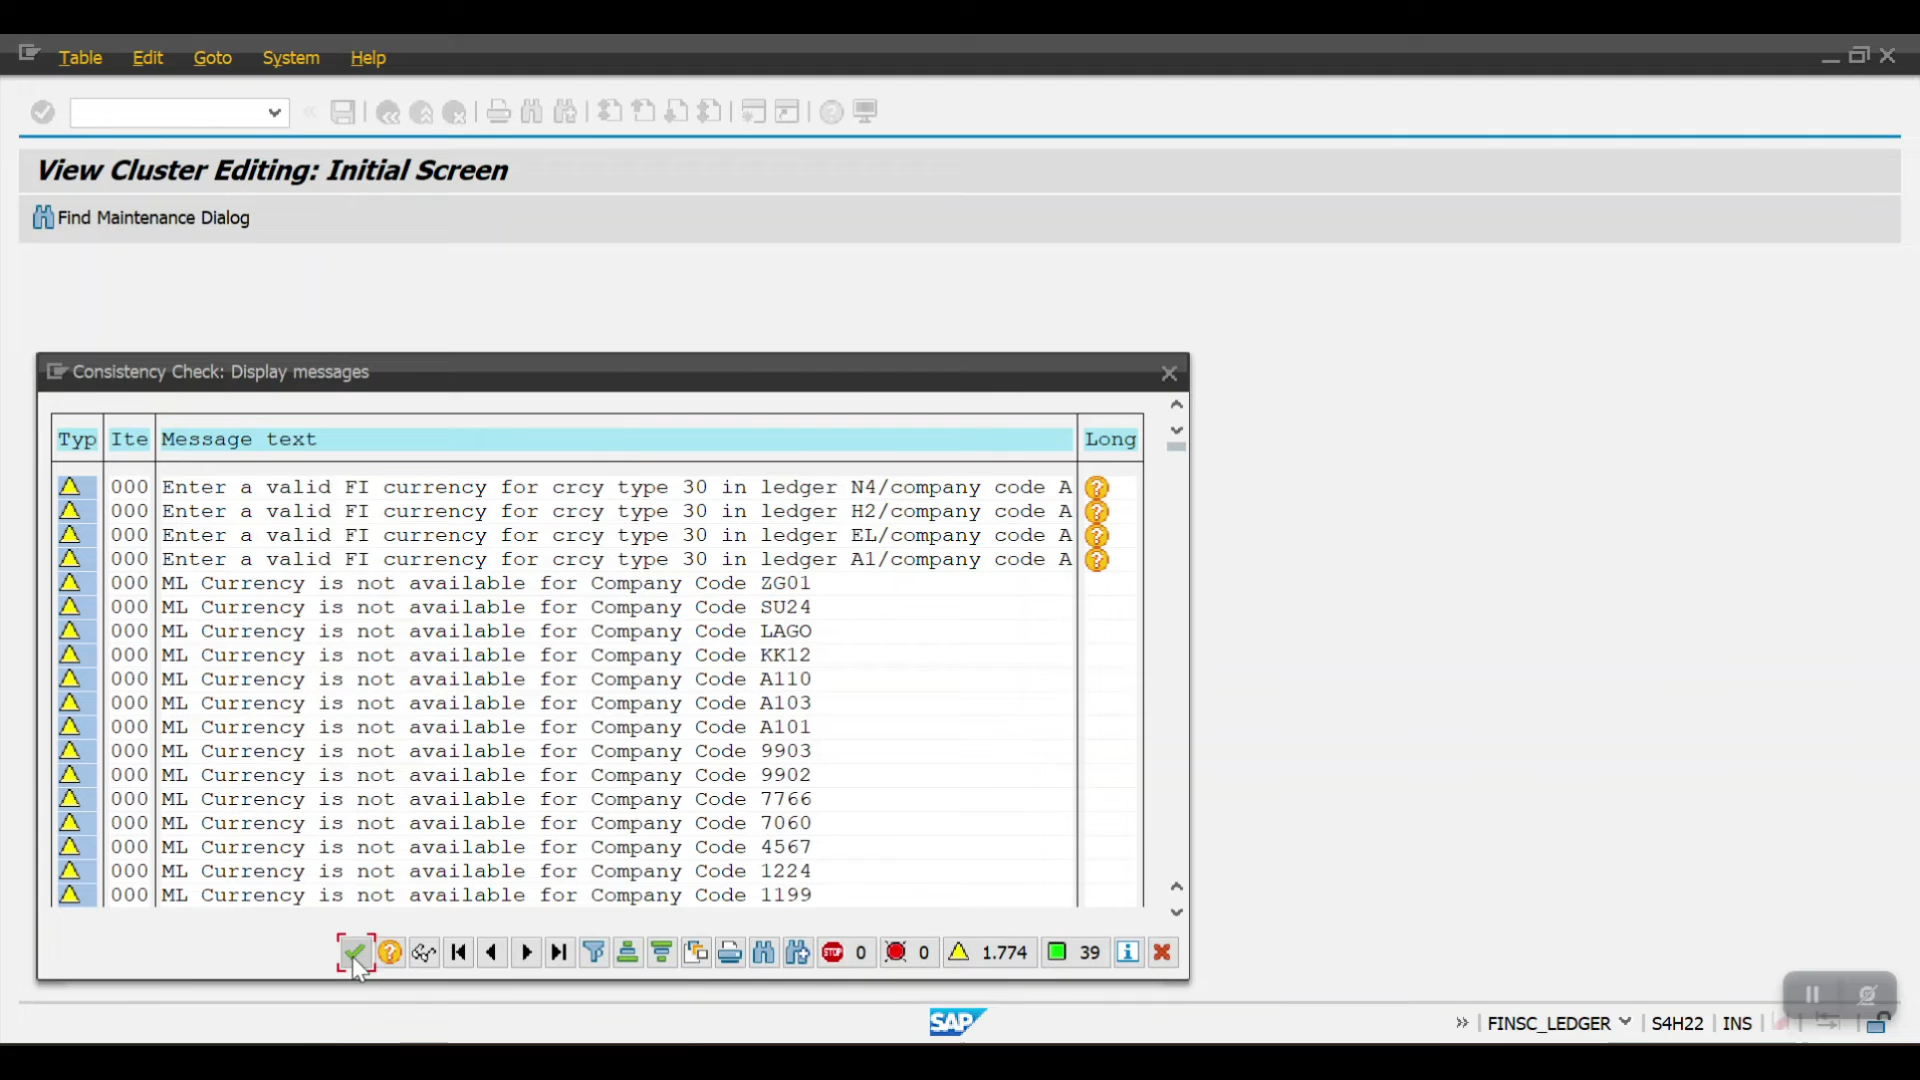 Table Edit Goto System Help
View Cluster Editing: Initial Screen
Find Maintenance Dialog
Consistency Check: Display messages
Typ Ite Message text Long
000 Enter a valid FI currency for crcy type 30 in ledger N4/company code A
000 Enter a valid FI currency for crcy type 30 in ledger H2/company code A
000 Enter a valid FI currency for crcy type 30 in ledger EL/company code A
000 Enter a valid FI currency for crcy type 30 in ledger A1/company code A
000 ML Currency is not available for Company Code ZG01
000 ML Currency is not available for Company Code SU24
000 ML Currency is not available for Company Code LAGO
000 ML Currency is not available for Company Code KK12
000 ML Currency is not available for Company Code A110
000 ML Currency is not available for Company Code A103
000 ML Currency is not available for Company Code A101
000 ML Currency is not available for Company Code 9903
000 ML Currency is not available for Company Code 9902
000 ML Currency is not available for Company Code 7766
000 ML Currency is not available for Company Code 7060
000 ML Currency is not available for Company Code 4567
000 ML Currency is not available for Company Code 1224
000 ML Currency is not available for Company Code 1199
STOP 0 0 1.774 39
SAP
FINSC_LEDGER S4H22 INS